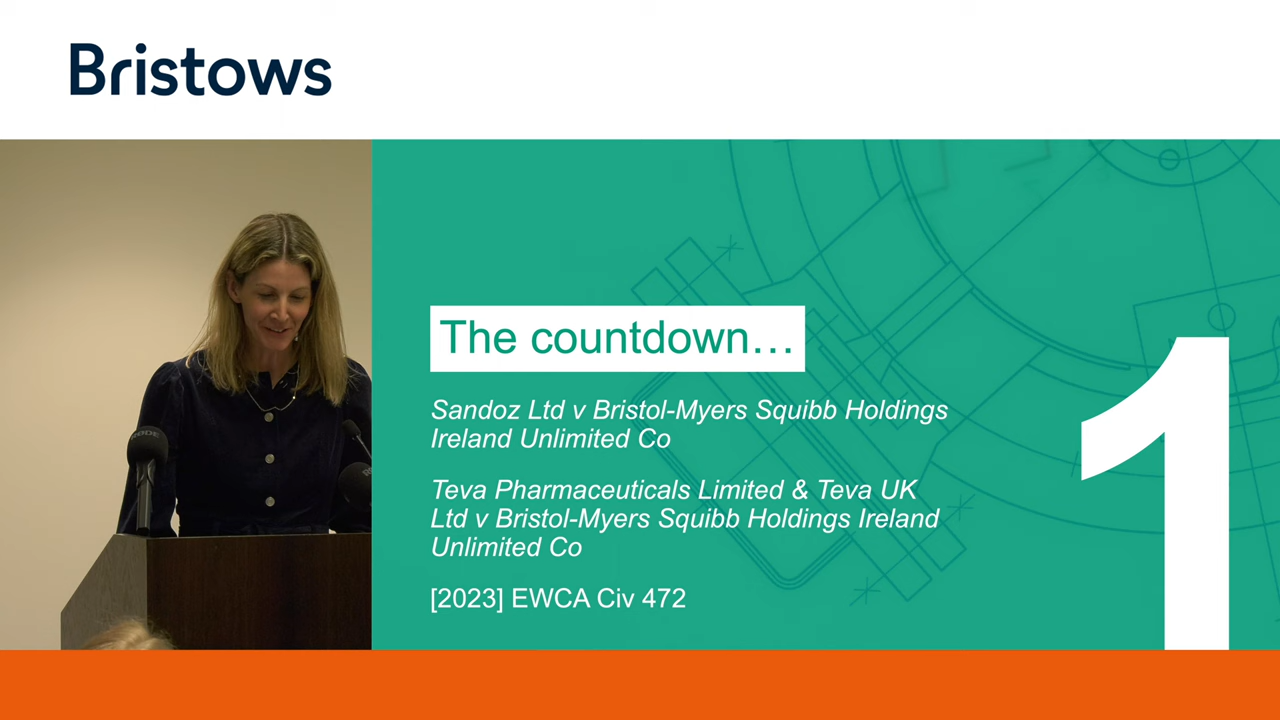 Bristows
The countdown…
Sandoz Ltd v Bristol-Myers Squibb Holdings
Ireland Unlimited Co
Teva Pharmaceuticals Limited & Teva UK
Ltd v Bristol-Myers Squibb Holdings Ireland
Unlimited Co
[2023] EWCA Civ 472
1
RODE